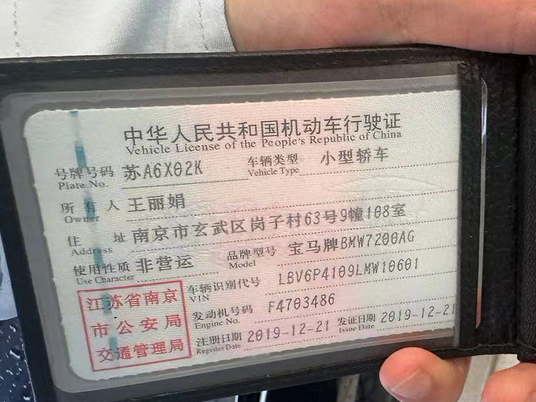 中华人民共和国机动车行驶证
Vehicle License of the People's Republic of China
号牌号码 苏A6X02K 车辆类型 小型轿车
Plate No. Vehicle Type
所有人 王丽娟
Owner
住址 南京市玄武区岗子村63号9幢108室
Address
使用性质 非营运 品牌型号 宝马牌BMW7200AG
Use Character Model
江苏省南京
市公安局
交通管理局
车辆识别代号 LBV6P4109LMW10601
VIN
发动机号码 F4703486
Engine No.
注册日期 2019-12-21 发证日期 2019-12-21
Register Date Issue Date